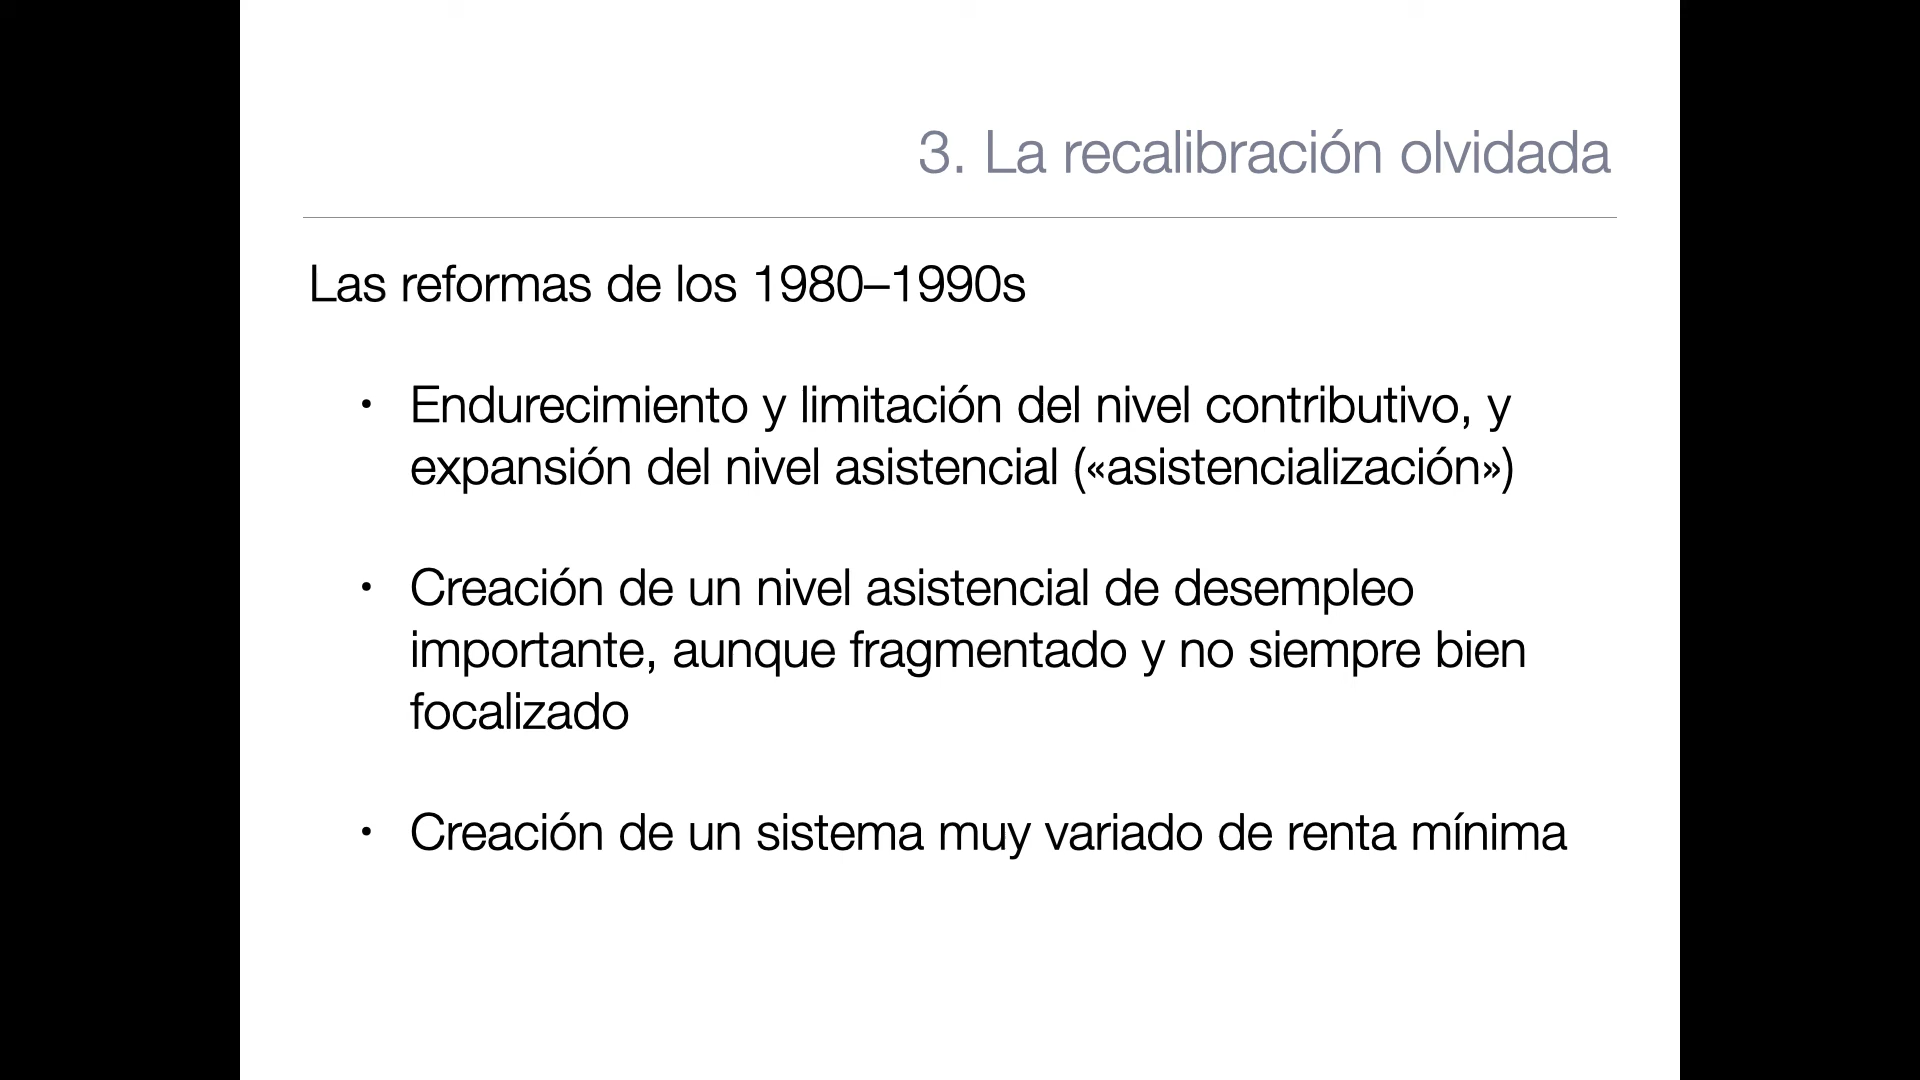 3. La recalibración olvidada
Las reformas de los 1980–1990s
• Endurecimiento y limitación del nivel contributivo, y
expansión del nivel asistencial («asistencialización»)
• Creación de un nivel asistencial de desempleo
importante, aunque fragmentado y no siempre bien
focalizado
• Creación de un sistema muy variado de renta mínima